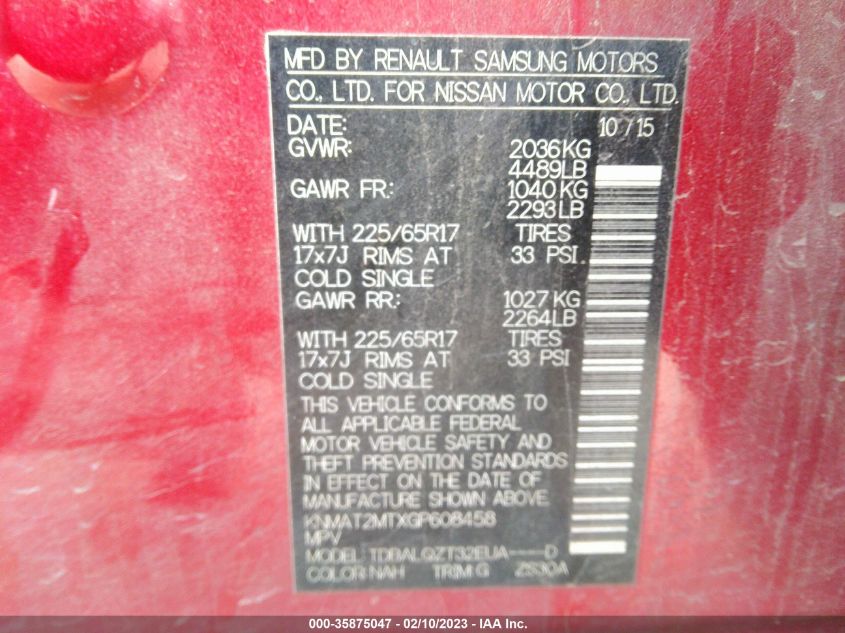 MFD BY RENAULT SAMSUNG MOTORS
CO., LTD. FOR NISSAN MOTOR CO., LTD.
DATE: 10 / 15
GVWR: 2036KG
4489LB
GAWR FR.: 1040KG
2293LB
WITH 225/65R17 TIRES
17x7J RIMS AT 33 PSI.
COLD SINGLE
GAWR RR.: 1027KG
2264LB
WITH 225/65R17 TIRES
17x7J RIMS AT 33 PSI
COLD SINGLE
THIS VEHICLE CONFORMS TO
ALL APPLICABLE FEDERAL
MOTOR VEHICLE SAFETY AND
THEFT PREVENTION STANDARDS
IN EFFECT ON THE DATE OF
MANUFACTURE SHOWN ABOVE.
KNMAT2MTXGP608458
MPV
MODEL: TDBALQZT32EUA----D
COLOR:NAH TRIM:G ZS30A
000-35875047 - 02/10/2023 - IAA Inc.